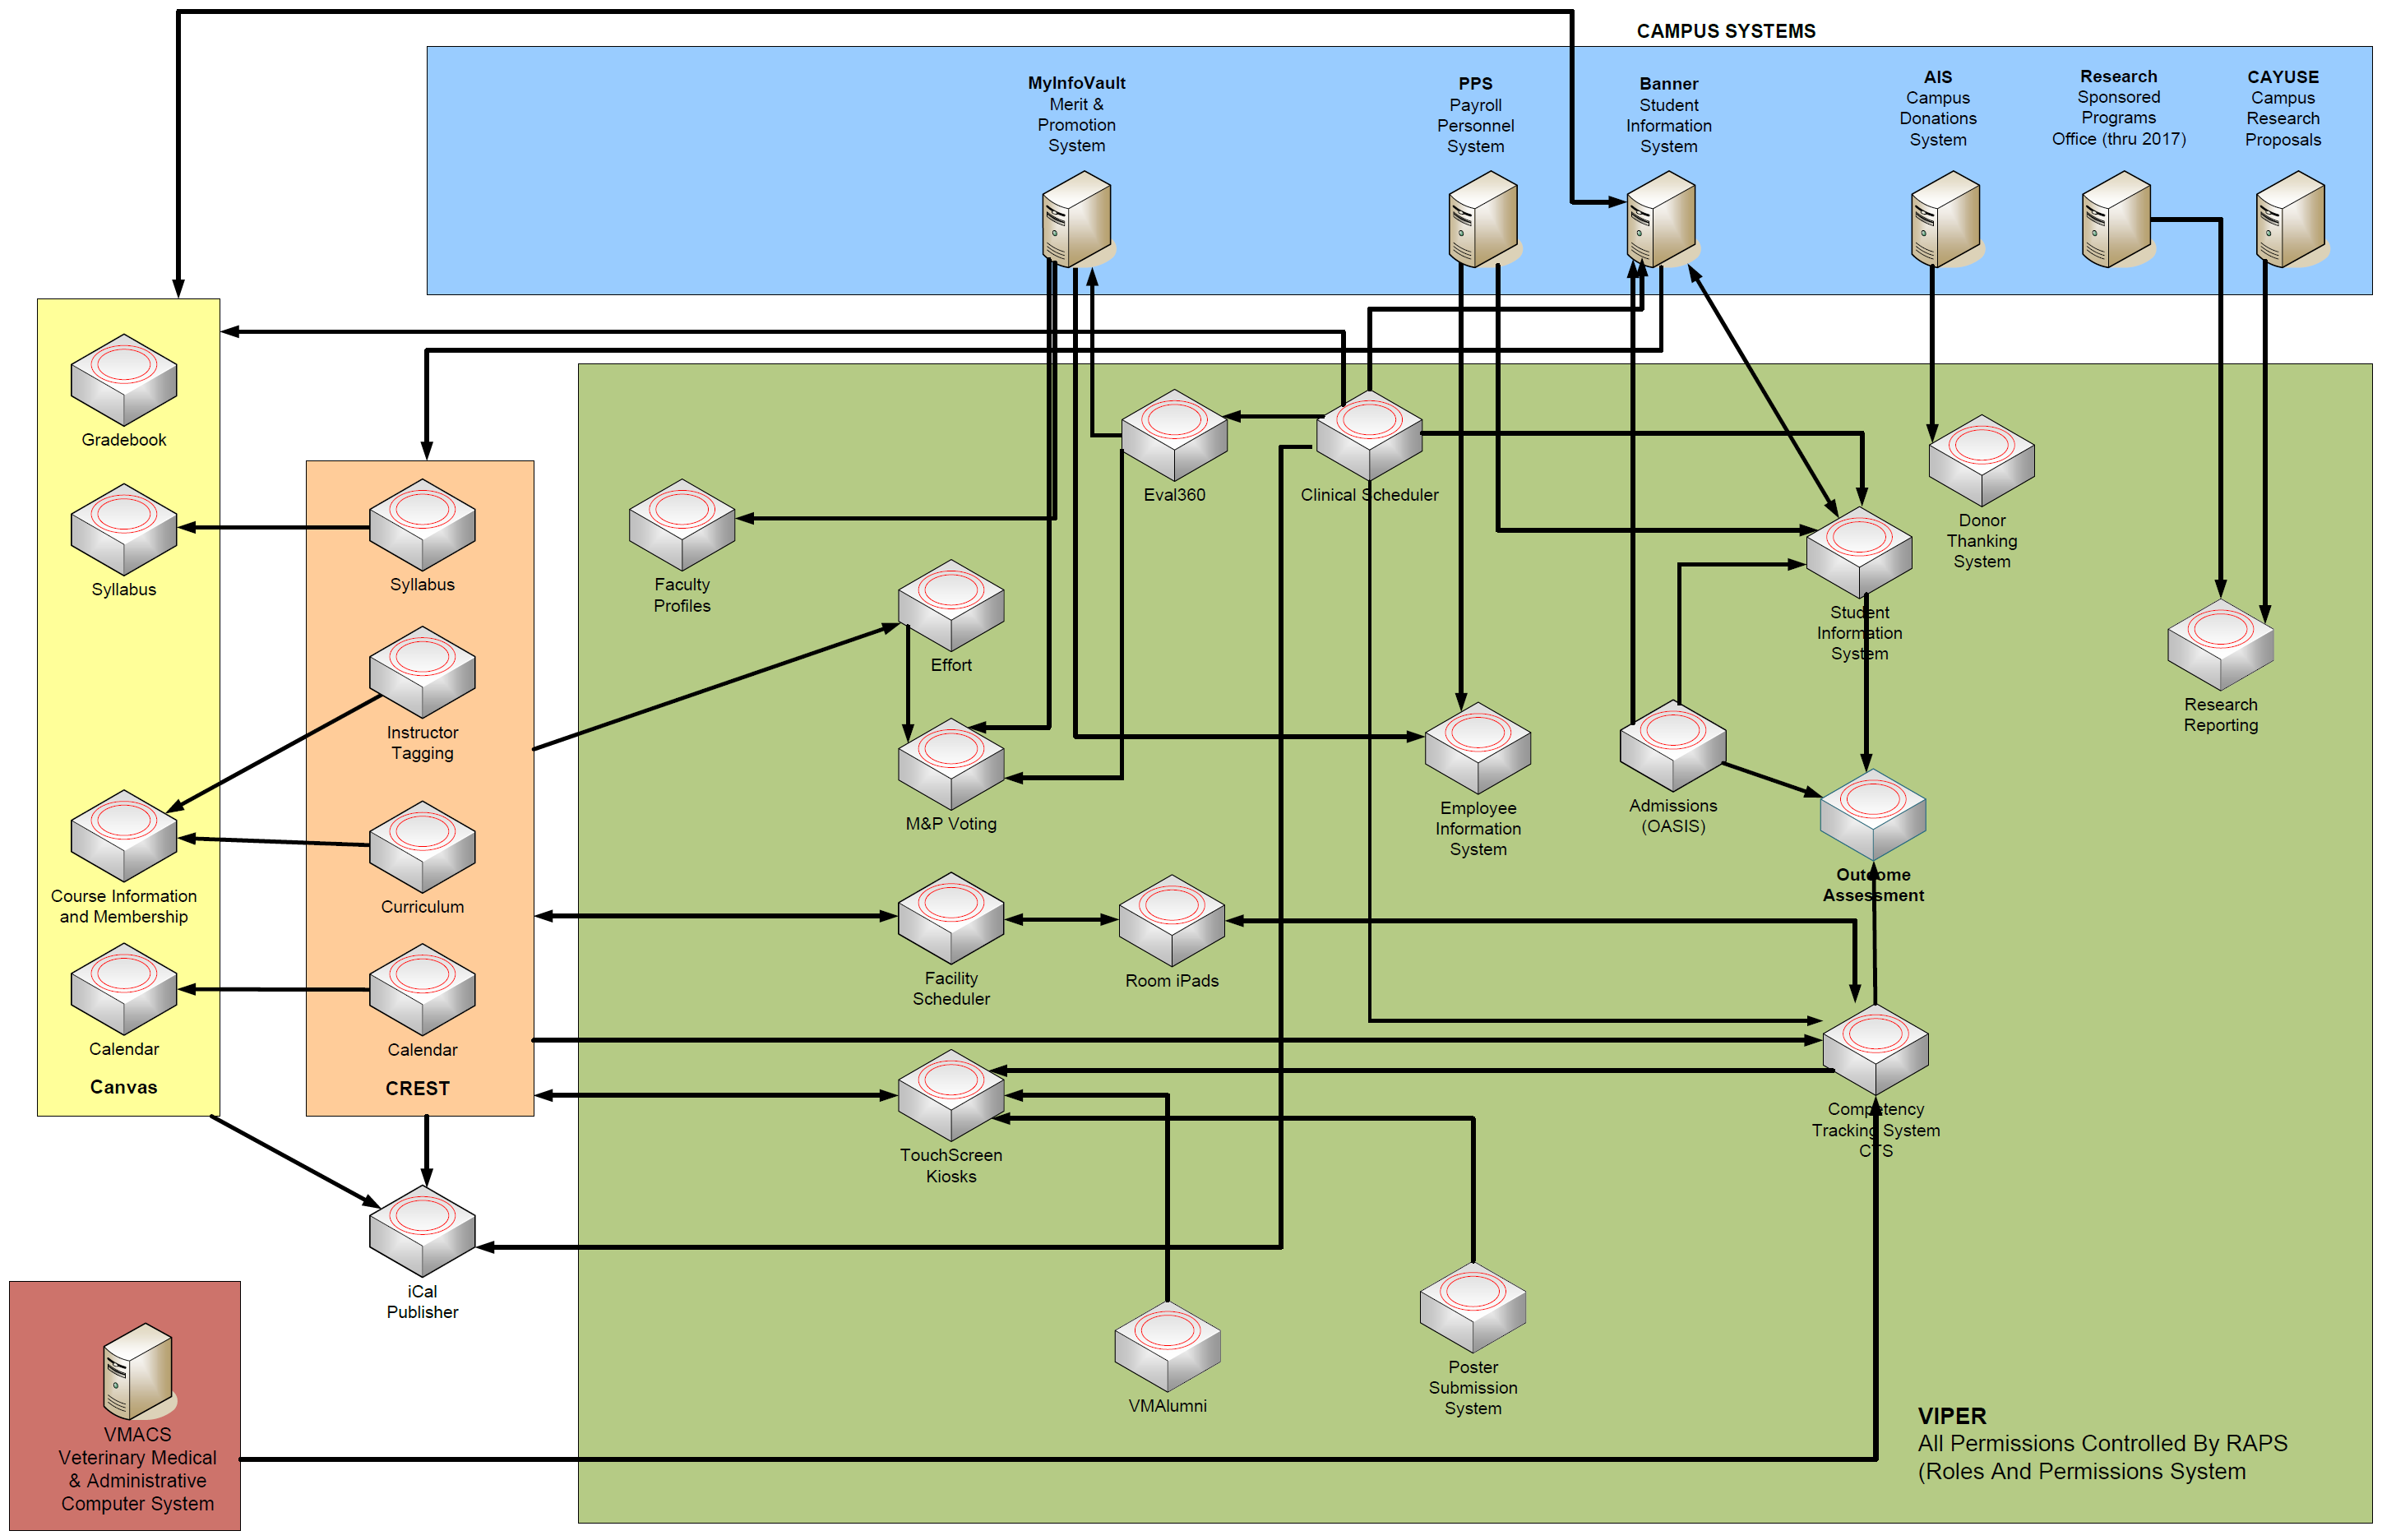 CAMPUS SYSTEMS
MyInfoVault
Merit &
Promotion
System
PPS
Payroll
Personnel
System
Banner
Student
Information
System
AIS
Campus
Donations
System
Research
Sponsored
Programs
Office (thru 2017)
CAYUSE
Campus
Research
Proposals
Gradebook
Syllabus
Course Information
and Membership
Calendar
Canvas
Syllabus
Instructor
Tagging
Curriculum
Calendar
CREST
iCal
Publisher
VMACS
Veterinary Medical
& Administrative
Computer System
Eval360
Clinical Scheduler
Faculty
Profiles
Effort
M&P Voting
Donor
Thanking
System
Student
Information
System
Research
Reporting
Employee
Information
System
Admissions
(OASIS)
Outcome
Assessment
Facility
Scheduler
Room iPads
TouchScreen
Kiosks
Competency
Tracking System
CTS
VMAlumni
Poster
Submission
System
VIPER
All Permissions Controlled By RAPS
(Roles And Permissions System